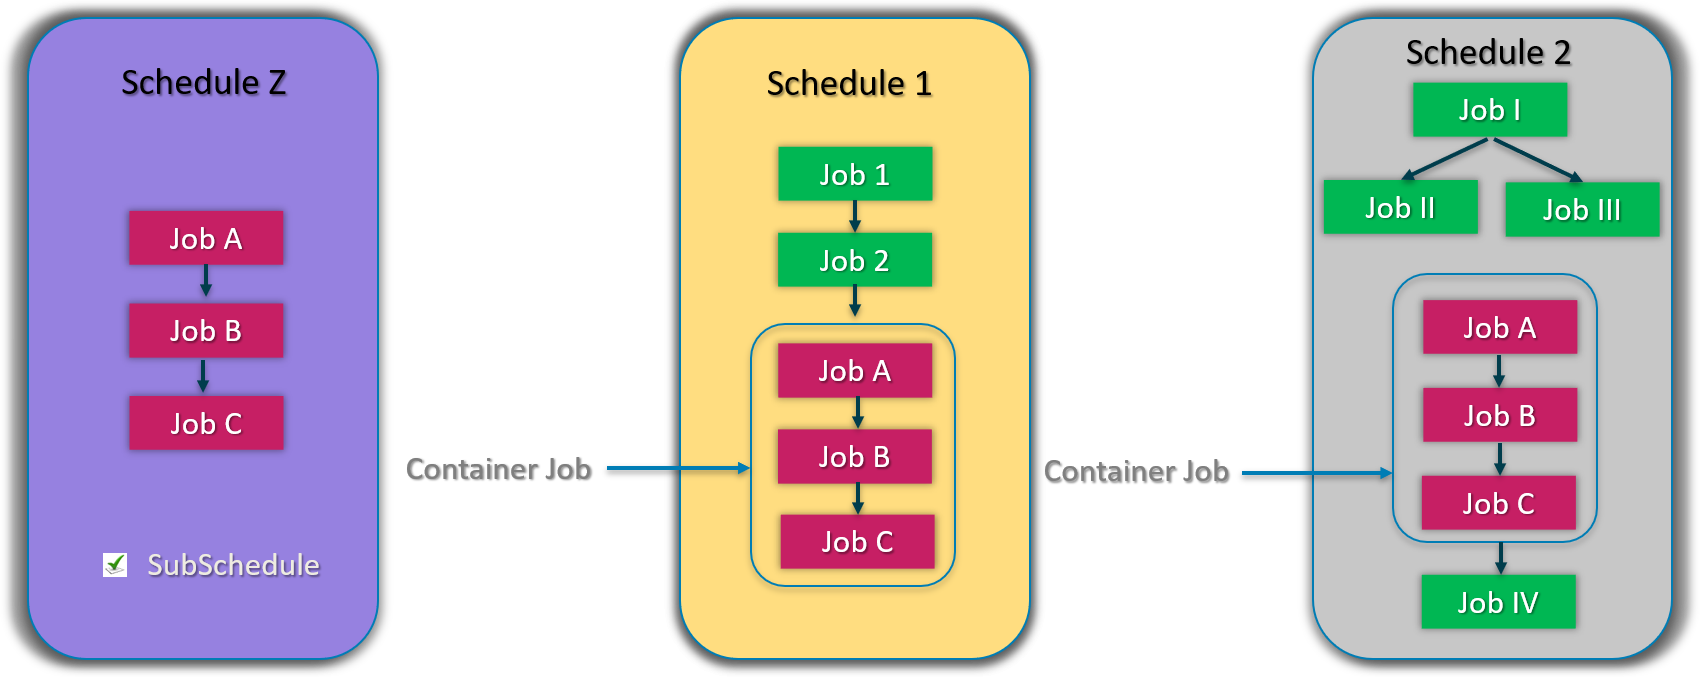 Schedule Z
Job A
Job B
Job C
SubSchedule
Container Job
Schedule 1
Job 1
Job 2
Job A
Job B
Job C
Container Job
Schedule 2
Job I
Job II
Job III
Job A
Job B
Job C
Job IV